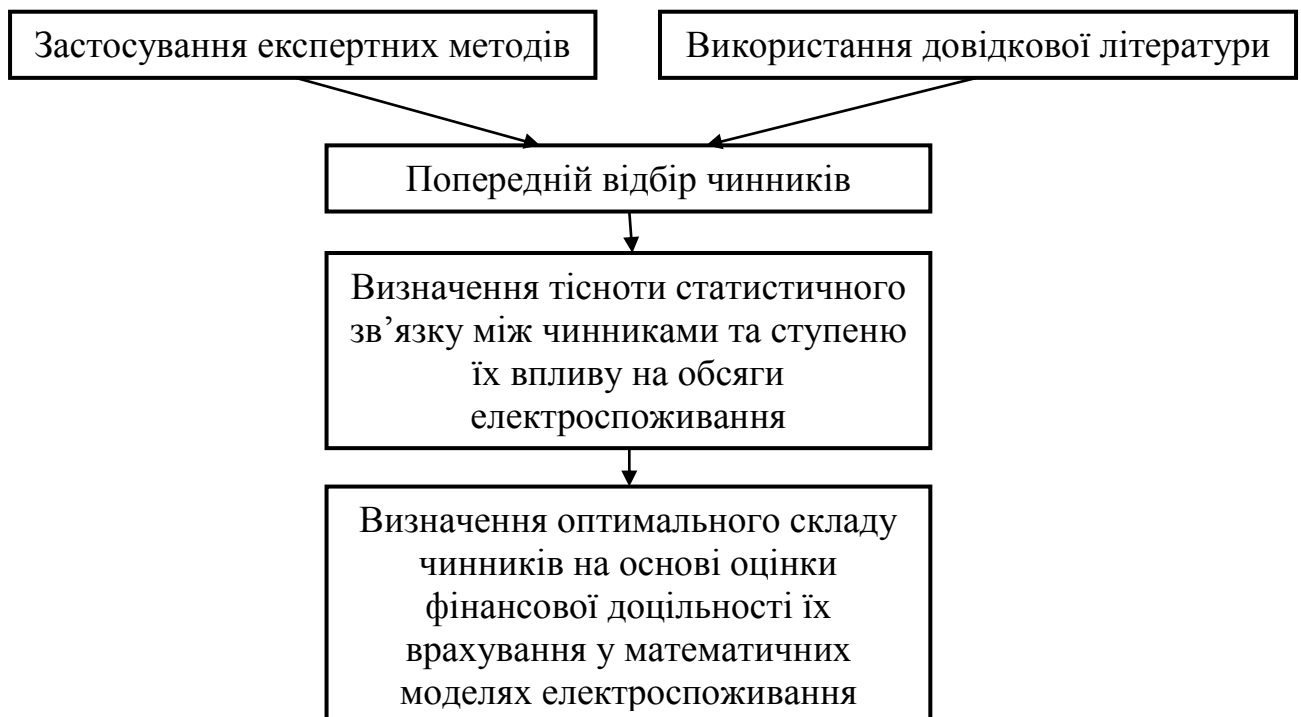 Застосування експертних методів
Використання довідкової літератури
Попередній відбір чинників
Визначення тісноти статистичного
зв’язку між чинниками та ступеню
їх впливу на обсяги
електроспоживання
Визначення оптимального складу
чинників на основі оцінки
фінансової доцільності їх
врахування у математичних
моделях електроспоживання